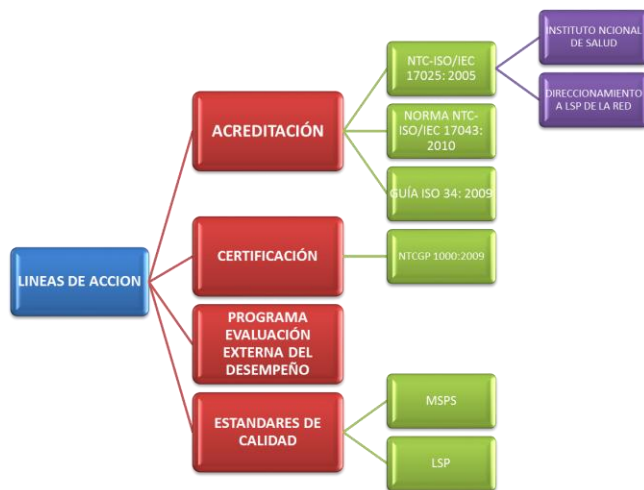 LINEAS DE ACCION
ACREDITACIÓN
NTC-ISO/IEC
17025: 2005
INSTITUTO NCIONAL
DE SALUD
DIRECCIONAMIENTO
A LSP DE LA RED
NORMA NTC-
ISO/IEC 17043:
2010
GUÍA ISO 34: 2009
CERTIFICACIÓN
NTCGP 1000:2009
PROGRAMA
EVALUACIÓN
EXTERNA DEL
DESEMPEÑO
ESTANDARES DE
CALIDAD
MSPS
LSP